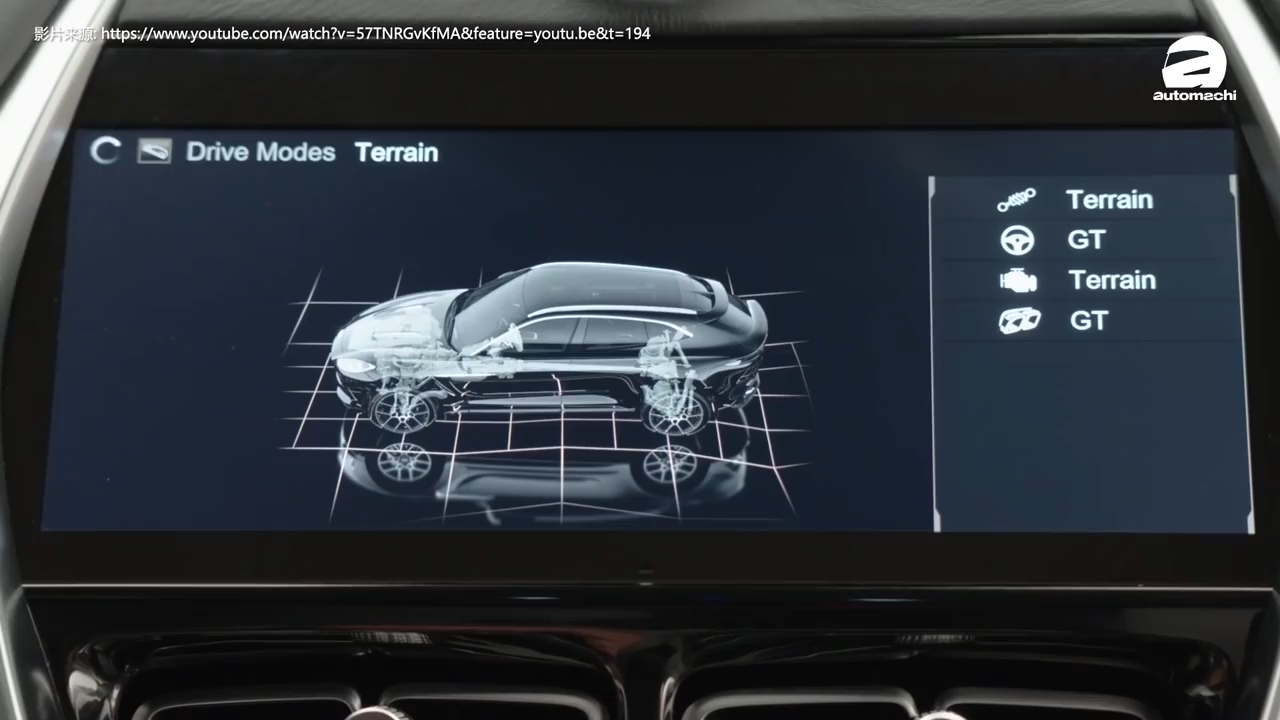 影片来源: https://www.youtube.com/watch?v=57TNRGvKfMA&feature=youtu.be&t=194
automachi
Drive Modes Terrain
Terrain
GT
Terrain
GT